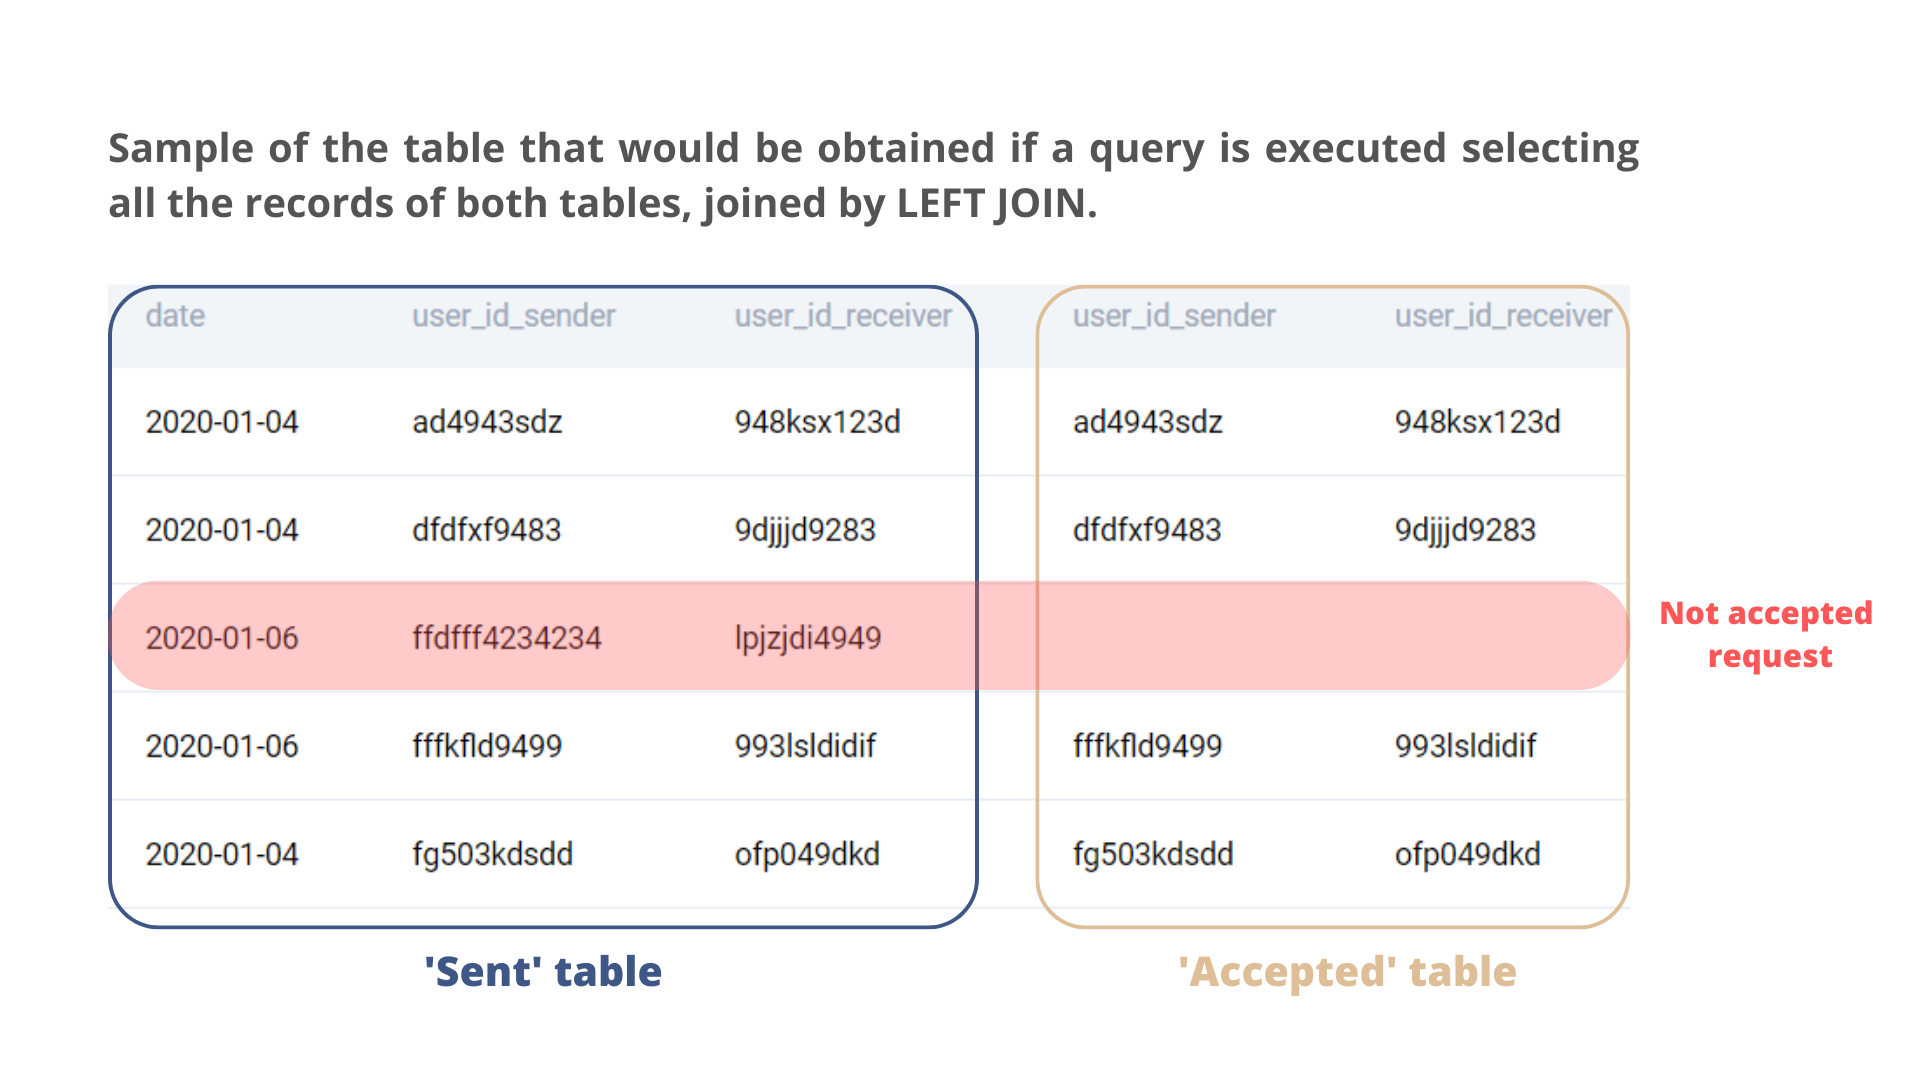 Sample of the table that would be obtained if a query is executed selecting
all the records of both tables, joined by LEFT JOIN.
date user_id_sender user_id_receiver user_id_sender user_id_receiver
2020-01-04 ad4943sdz 948ksx123d ad4943sdz 948ksx123d
2020-01-04 dfdfxf9483 9djjjd9283 dfdfxf9483 9djjjd9283
2020-01-06 ffdfff4234234 lpjzjdi4949
Not accepted
request
2020-01-06 fffkfld9499 993lsldidif fffkfld9499 993lsldidif
2020-01-04 fg503kdsdd ofp049dkd fg503kdsdd ofp049dkd
'Sent' table 'Accepted' table